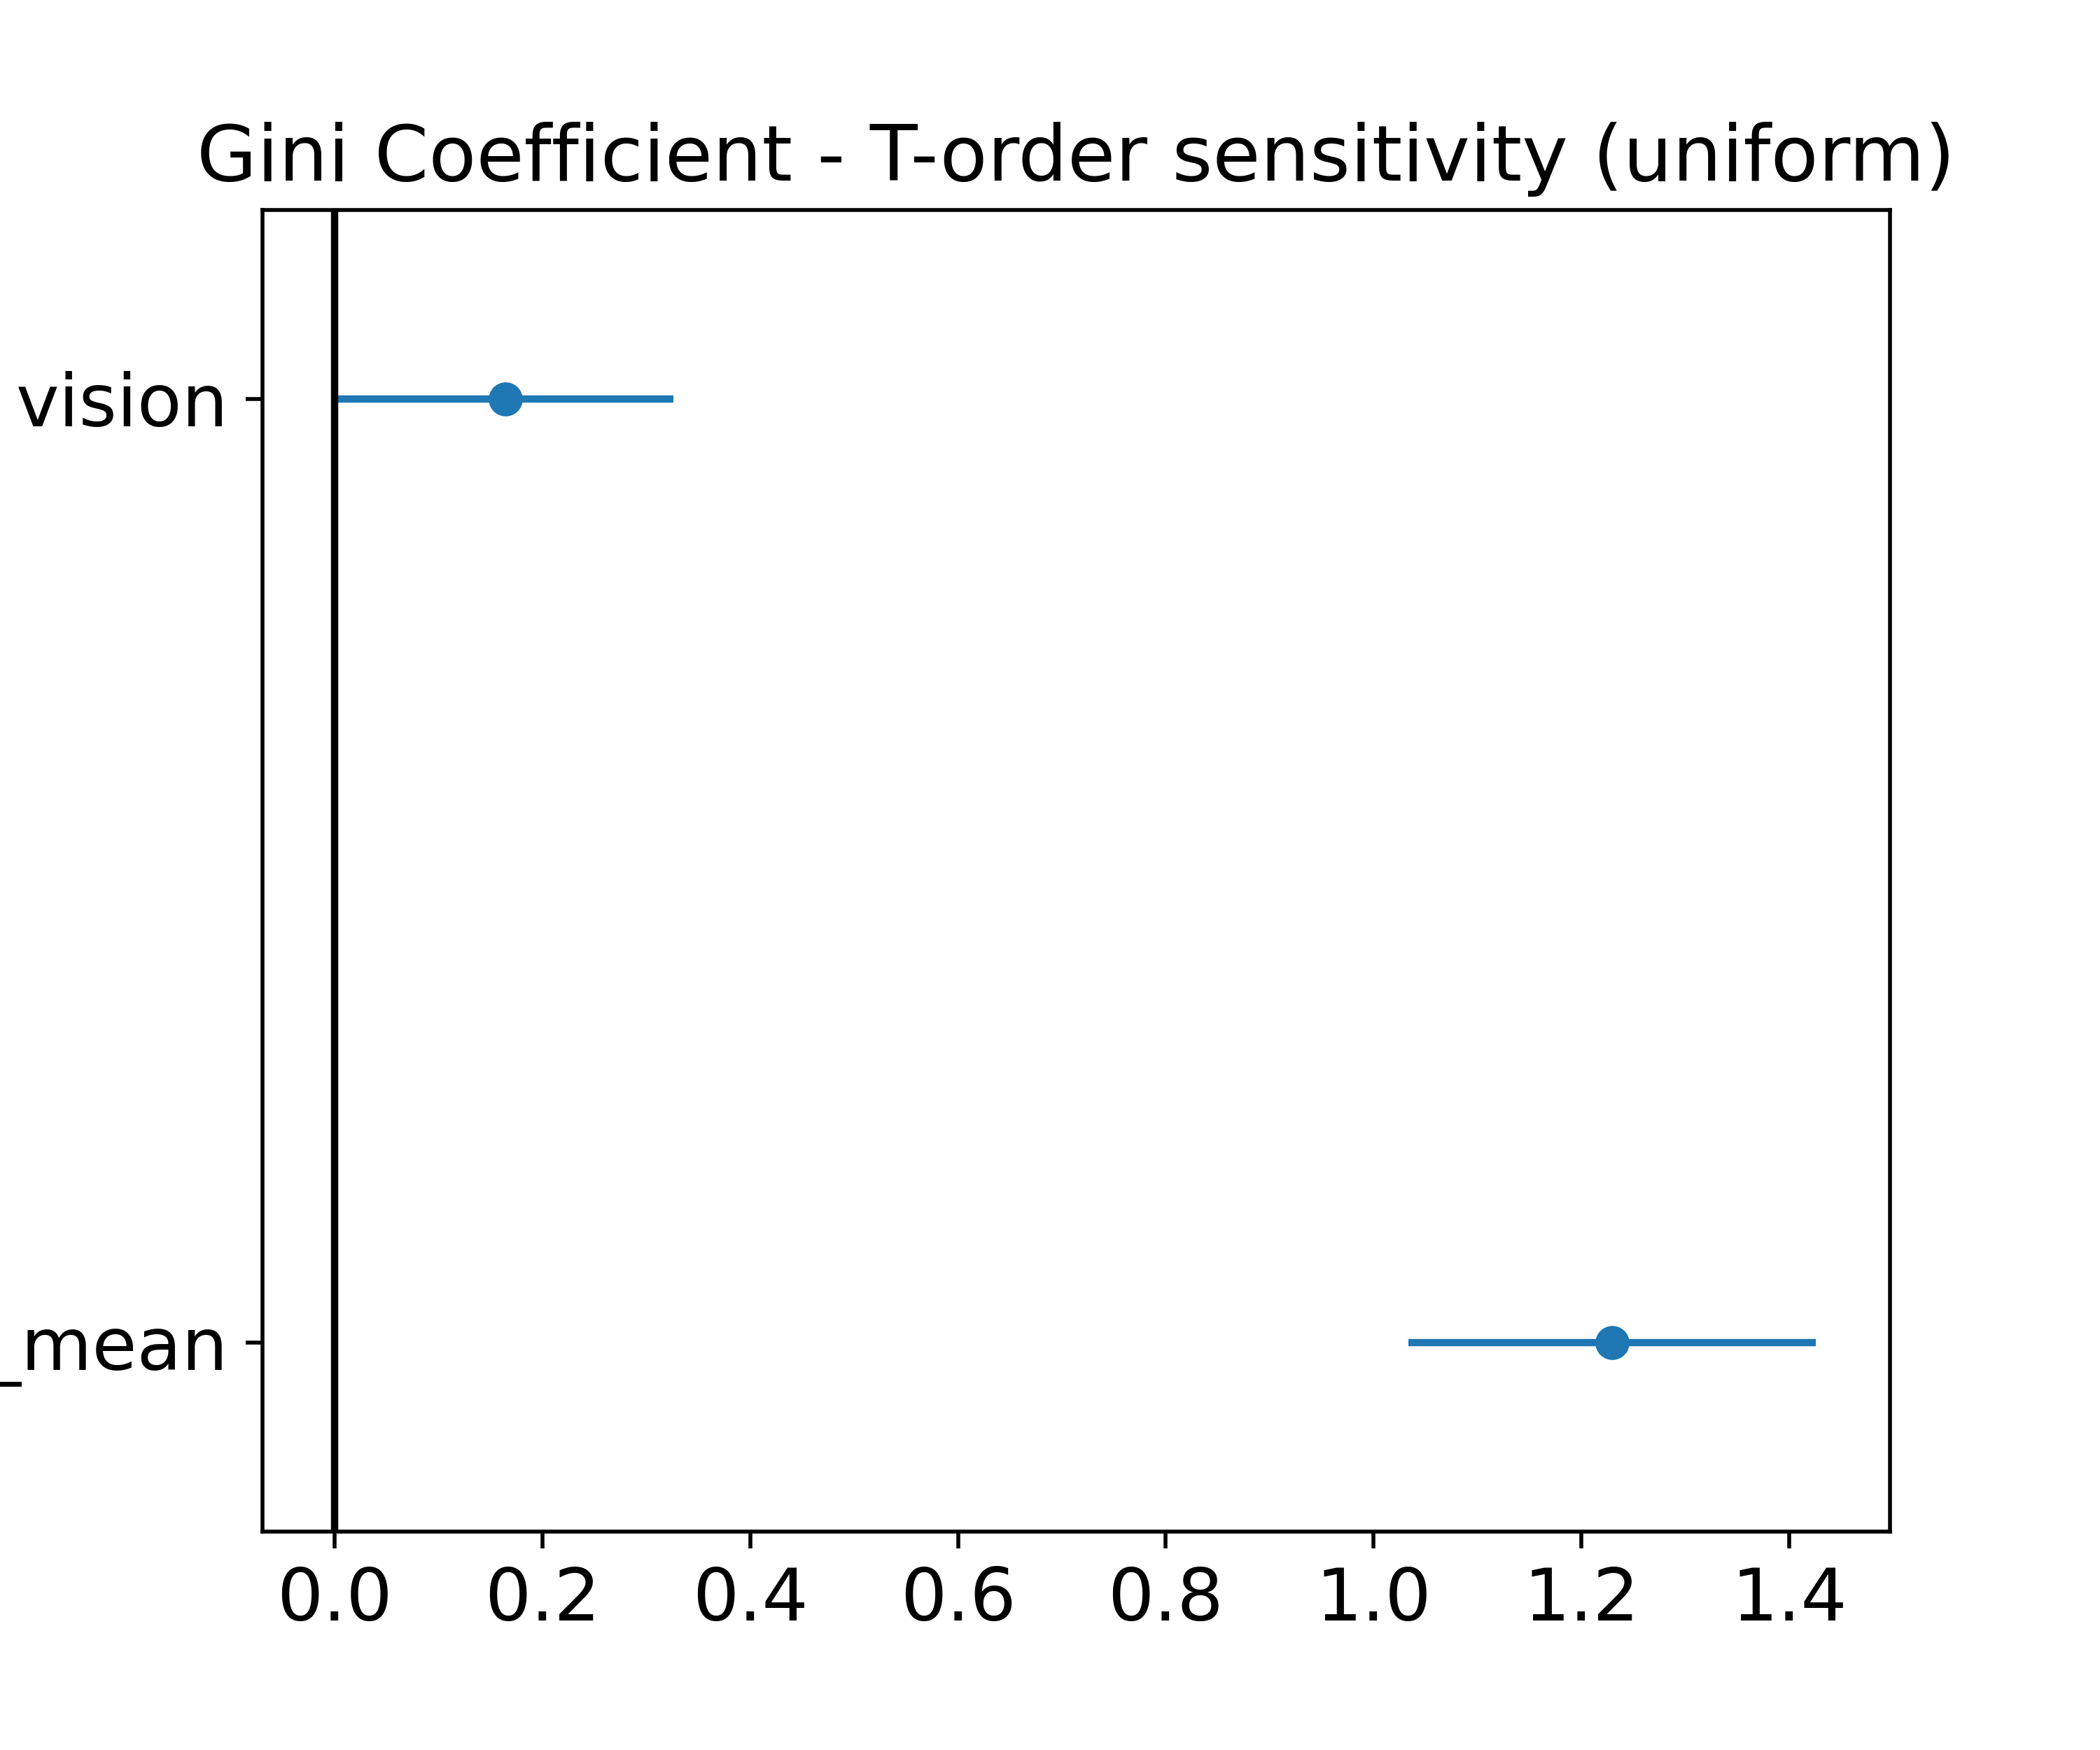 Gini Coefficient - T-order sensitivity (uniform)
vision
_mean
0.0 0.2 0.4 0.6 0.8 1.0 1.2 1.4